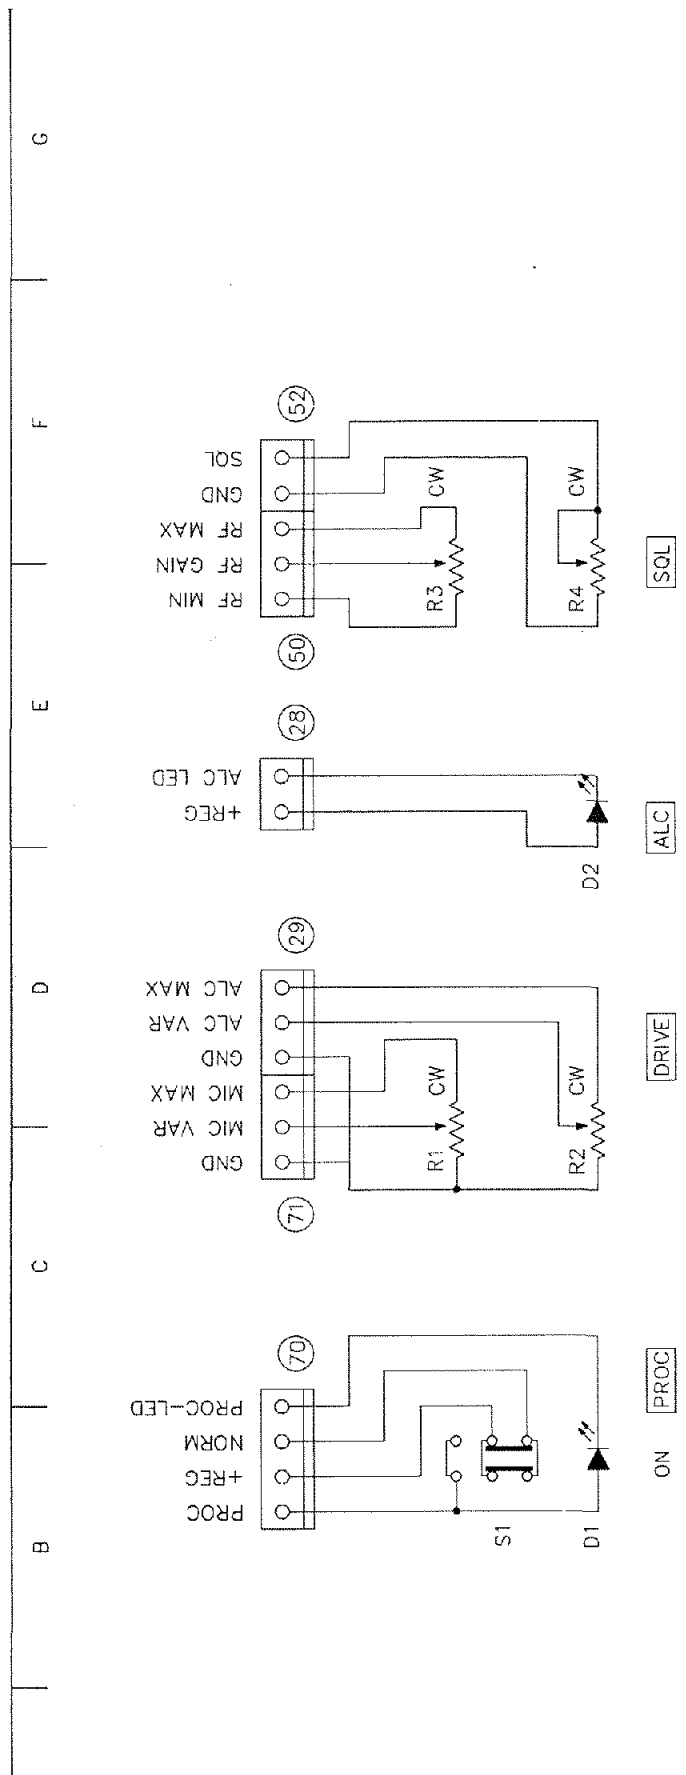 G
F
E
D
C
B
52
SQL
GND
RF MAX
RF GAIN
RF MIN
50
CW
R3
CW
R4
SQL
28
ALC LED
+REG
D2
ALC
29
ALC MAX
ALC VAR
GND
MIC MAX
MIC VAR
GND
71
CW
R1
CW
R2
DRIVE
70
PROC-LED
NORM
+REG
PROC
S1
D1
ON
PROC